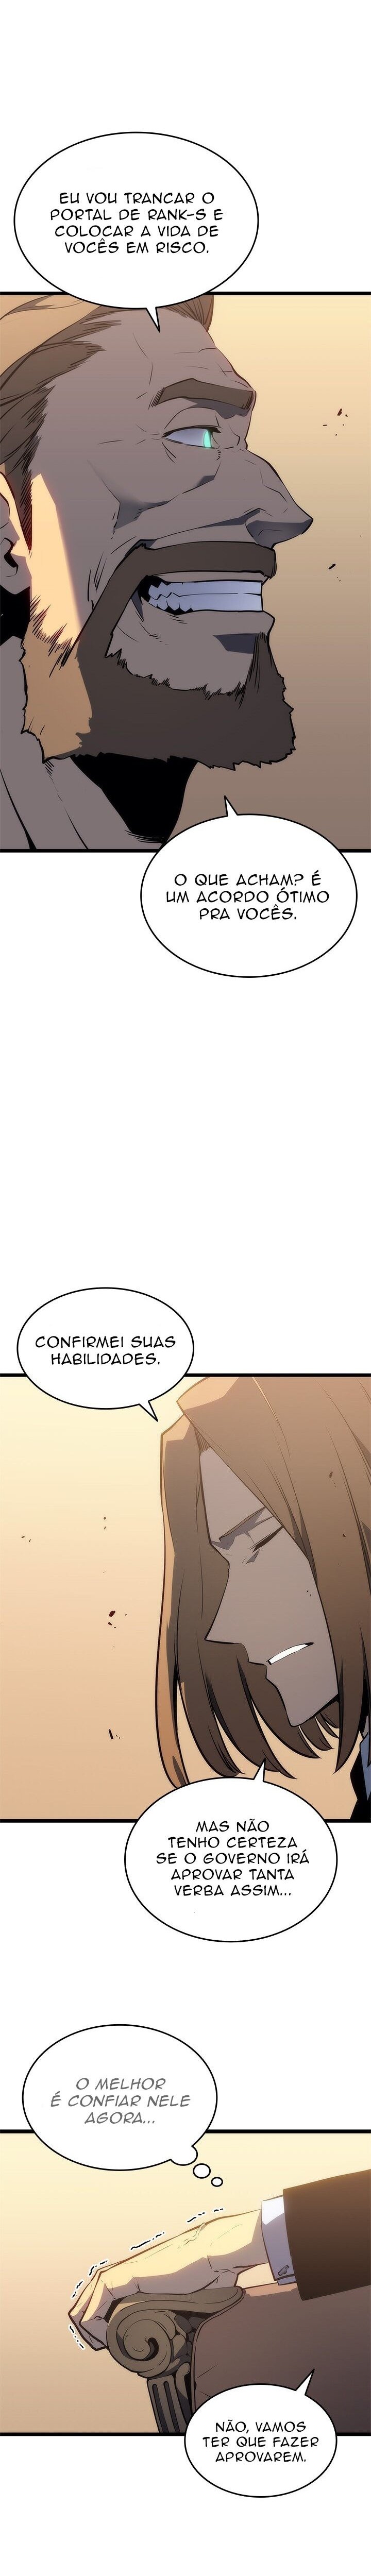 EU VOU TRANCAR O
PORTAL DE RANK-S E
COLOCAR A VIDA DE
VOCÊS EM RISCO.
O QUE ACHAM? É
UM ACORDO ÓTIMO
PRA VOCÊS.
CONFIRMEI SUAS
HABILIDADES.
MAS NÃO
TENHO CERTEZA
SE O GOVERNO IRÁ
APROVAR TANTA
VERBA ASSIM...
O MELHOR
É CONFIAR NELE
AGORA...
NÃO, VAMOS
TER QUE FAZER
APROVAREM.